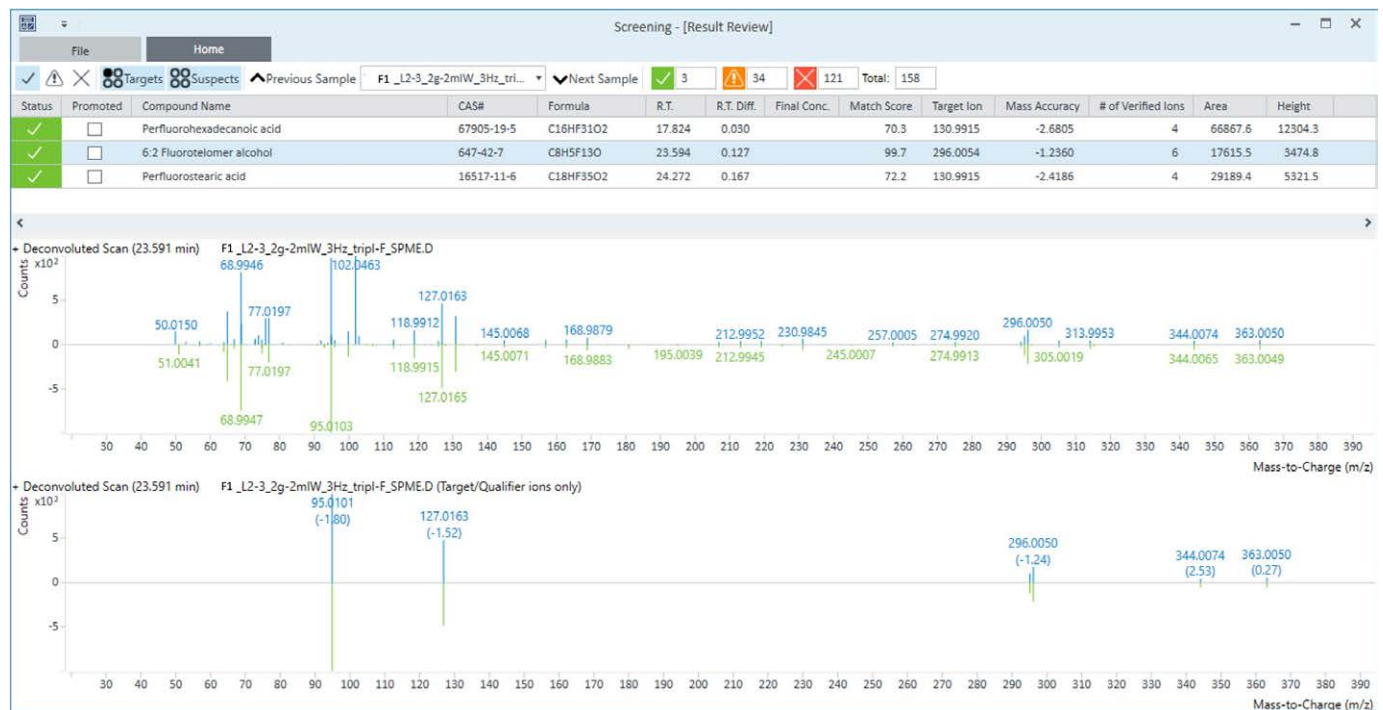 Screening - [Result Review]
File Home
Targets Suspects Previous Sample F1 _L2-3_2g-2mlW_3Hz_tri... Next Sample 3 34 121 Total: 158
Status Promoted Compound Name CAS# Formula R.T. R.T. Diff. Final Conc. Match Score Target Ion Mass Accuracy # of Verified Ions Area Height
Perfluorohexadecanoic acid 67905-19-5 C16HF31O2 17.824 0.030 70.3 130.9915 -2.6805 4 66867.6 12304.3
6:2 Fluorotelomer alcohol 647-42-7 C8H5F13O 23.594 0.127 99.7 296.0054 -1.2360 6 17615.5 3474.8
Perfluorostearic acid 16517-11-6 C18HF35O2 24.272 0.167 72.2 130.9915 -2.4186 4 29189.4 5321.5
+ Deconvoluted Scan (23.591 min) F1 _L2-3_2g-2mlW_3Hz_tripl-F_SPME.D
Counts x10²
68.9946 102.0463
5
127.0163
50.0150 77.0197 118.9912 145.0068 168.9879 212.9952 230.9845 257.0005 274.9920 296.0050 313.9953 344.0074 363.0050
0
51.0041 77.0197 118.9915 145.0071 168.9883 195.0039 212.9945 245.0007 274.9913 305.0019 344.0065 363.0049
-5
127.0165
68.9947 95.0103
30 40 50 60 70 80 90 100 110 120 130 140 150 160 170 180 190 200 210 220 230 240 250 260 270 280 290 300 310 320 330 340 350 360 370 380 390
Mass-to-Charge (m/z)
+ Deconvoluted Scan (23.591 min) F1 _L2-3_2g-2mlW_3Hz_tripl-F_SPME.D (Target/Qualifier ions only)
Counts x10²
95.0101 127.0163
(-1.80) (-1.52)
5
296.0050 344.0074 363.0050
(-1.24) (2.53) (0.27)
0
-5
30 40 50 60 70 80 90 100 110 120 130 140 150 160 170 180 190 200 210 220 230 240 250 260 270 280 290 300 310 320 330 340 350 360 370 380 390
Mass-to-Charge (m/z)